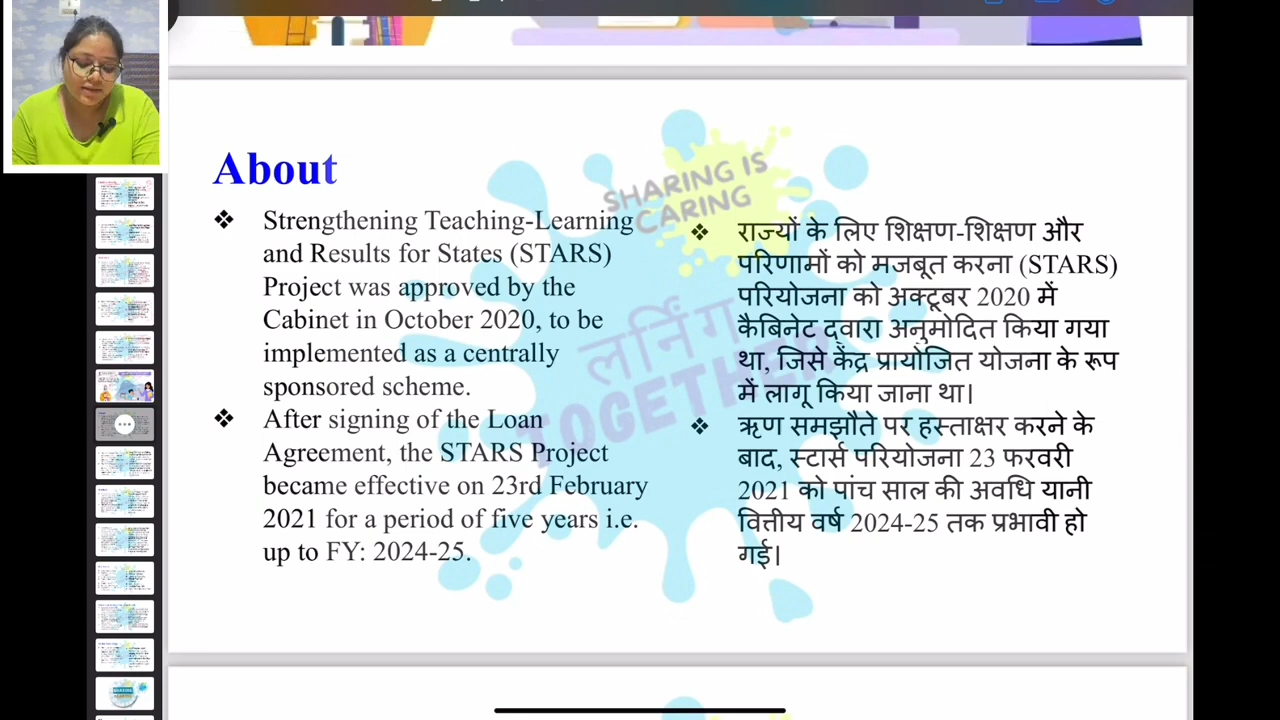 About
❖ Strengthening Teaching-Learning
and Results for States (STARS)
Project was approved by the
Cabinet in October 2020, to be
implemented as a centrally
sponsored scheme.
❖ After signing of the Loan
Agreement, the STARS Project
became effective on 23rd February
2021 for a period of five years i.e.
up to FY: 2024-25.
❖ राज्यों के लिए शिक्षण-शिक्षण और
परिणामों को मजबूत करना (STARS)
परियोजना को अक्टूबर 2020 में
कैबिनेट द्वारा अनुमोदित किया गया
था, जिसे केंद्र प्रायोजित योजना के रूप
में लागू किया जाना था।
❖ ऋण समझौते पर हस्ताक्षर करने के
बाद, स्टार्स परियोजना 23 फरवरी
2021 को पांच साल की अवधि यानी
वित्तीय वर्ष 2024-25 तक प्रभावी हो
गई।
SHARING IS
CARING
लर्निंग
TOGETHER